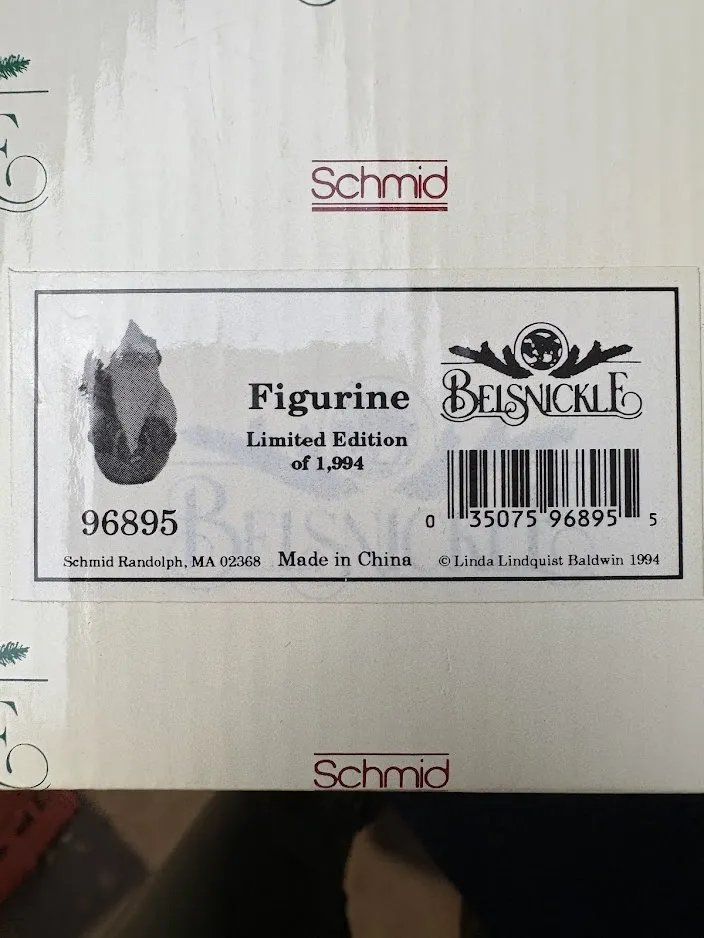 Schmid
Figurine
Limited Edition
of 1,994
BELSNICKLE
96895
0 35075 96895 5
Schmid Randolph, MA 02368 Made in China © Linda Lindquist Baldwin 1994
BELSNICKLE
Schmid